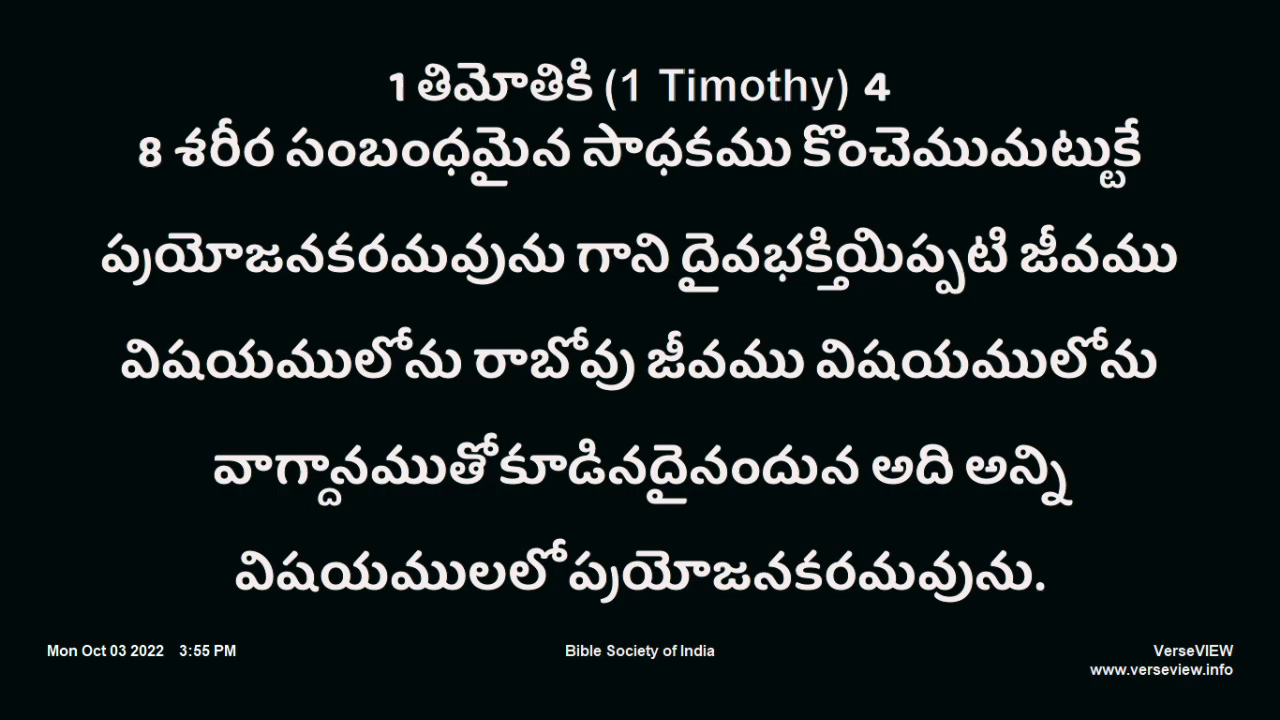 1 తిమోతికి (1 Timothy) 4
8 శరీర సంబంధమైన సాధకము కొంచెముమటుకే్ట
ప్రయోజనకరమవును గాని దైవభక్తియిప్పటి జీవము
విషయములోను రాబోవు జీవము విషయములోను
వాగ్దానముతోకూడినదైనందున అది అన్ని
విషయములలో ప్రయోజనకరమవును.
Mon Oct 03 2022 3:55 PM
Bible Society of India
VerseVIEW
www.verseview.info